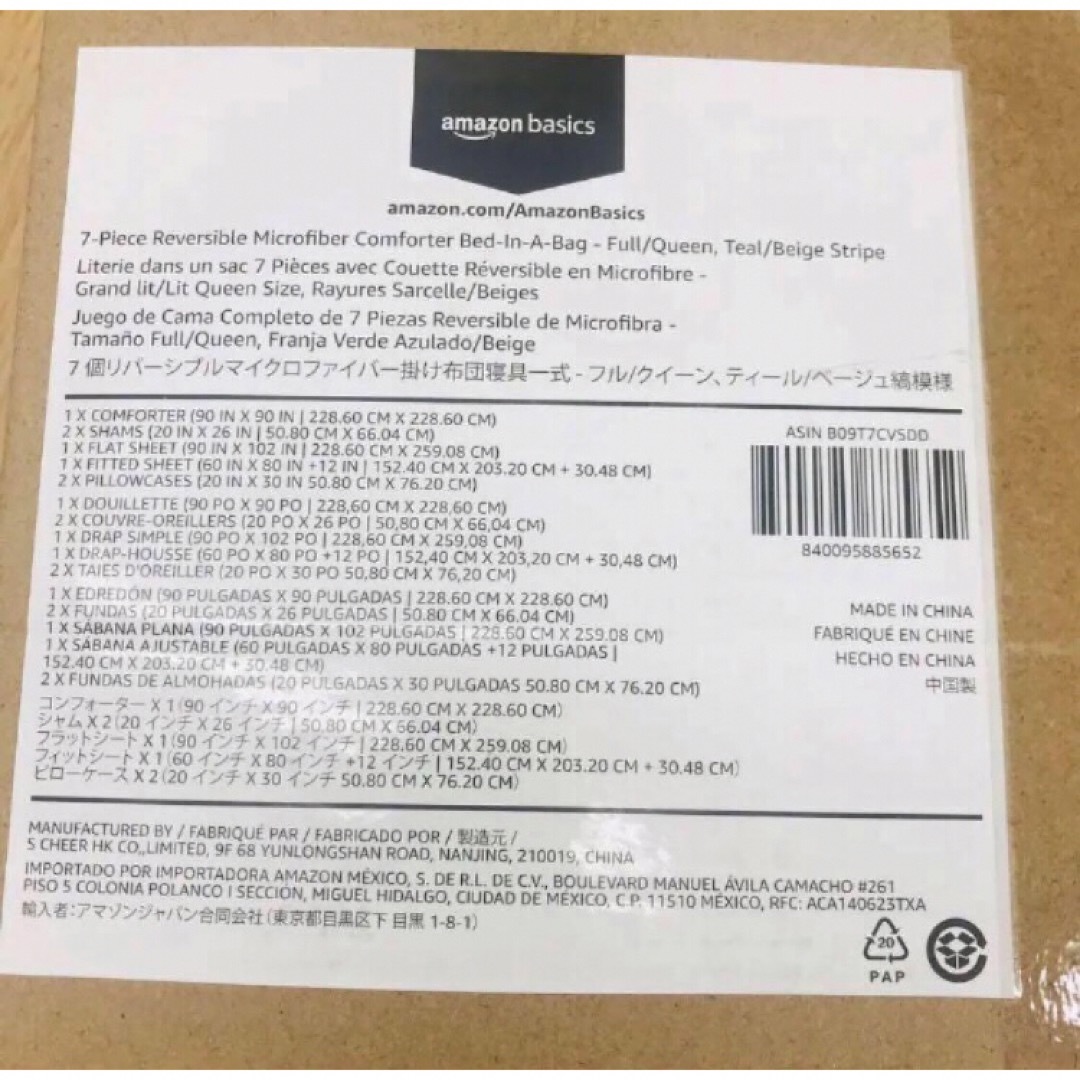 amazon basics
amazon.com/AmazonBasics
7-Piece Reversible Microfiber Comforter Bed-In-A-Bag - Full/Queen, Teal/Beige Stripe
Literie dans un sac 7 Pièces avec Couette Réversible en Microfibre -
Grand lit/Lit Queen Size, Rayures Sarcelle/Beiges
Juego de Cama Completo de 7 Piezas Reversible de Microfibra -
Tamaño Full/Queen, Franja Verde Azulado/Beige
7 個リバーシブルマイクロファイバー掛け布団寝具一式 - フル/クイーン、ティール/ベージュ縞模様
1 X COMFORTER (90 IN X 90 IN | 228.60 CM X 228.60 CM)
2 X SHAMS (20 IN X 26 IN | 50.80 CM X 66.04 CM)
1 X FLAT SHEET (90 IN X 102 IN | 228.60 CM X 259.08 CM)
1 X FITTED SHEET (60 IN X 80 IN +12 IN | 152.40 CM X 203.20 CM + 30.48 CM)
2 X PILLOWCASES (20 IN X 30 IN 50.80 CM X 76.20 CM)
1 X DOUILLETTE (90 PO X 90 PO | 228,60 CM X 228,60 CM)
2 X COUVRE-OREILLERS (20 PO X 26 PO | 50,80 CM X 66,04 CM)
1 X DRAP SIMPLE (90 PO X 102 PO | 228,60 CM X 259,08 CM)
1 X DRAP-HOUSSE (60 PO X 80 PO +12 PO | 152,40 CM X 203,20 CM + 30,48 CM)
2 X TAIES D'OREILLER (20 PO X 30 PO 50,80 CM X 76,20 CM)
1 X EDREDÓN (90 PULGADAS X 90 PULGADAS | 228.60 CM X 228.60 CM)
2 X FUNDAS (20 PULGADAS X 26 PULGADAS | 50.80 CM X 66.04 CM)
1 X SÁBANA PLANA (90 PULGADAS X 102 PULGADAS | 228.60 CM X 259.08 CM)
1 X SÁBANA AJUSTABLE (60 PULGADAS X 80 PULGADAS +12 PULGADAS |
152.40 CM X 203.20 CM + 30.48 CM)
2 X FUNDAS DE ALMOHADAS (20 PULGADAS X 30 PULGADAS 50.80 CM X 76.20 CM)
コンフォーター X 1(90 インチ X 90 インチ | 228.60 CM X 228.60 CM)
シャム X 2(20 インチ X 26 インチ | 50.80 CM X 66.04 CM)
フラットシート X 1(90 インチ X 102 インチ | 228.60 CM X 259.08 CM)
フィットシート X 1(60 インチ X 80 インチ +12 インチ | 152.40 CM X 203.20 CM + 30.48 CM)
ピローケース X 2(20 インチ X 30 インチ 50.80 CM X 76.20 CM)
ASIN B09T7CVSDD
840095885652
MADE IN CHINA
FABRIQUÉ EN CHINE
HECHO EN CHINA
中国製
MANUFACTURED BY / FABRIQUÉ PAR / FABRICADO POR / 製造元 /
5 CHEER HK CO.,LIMITED, 9F 68 YUNLONGSHAN ROAD, NANJING, 210019, CHINA
IMPORTADO POR IMPORTADORA AMAZON MÉXICO, S. DE R.L. DE C.V., BOULEVARD MANUEL ÁVILA CAMACHO #261
PISO 5 COLONIA POLANCO I SECCIÓN, MIGUEL HIDALGO, CIUDAD DE MÉXICO, C.P. 11510 MÉXICO, RFC: ACA140623TXA
輸入者:アマゾンジャパン合同会社(東京都目黒区下 目黒 1-8-1)
20
PAP